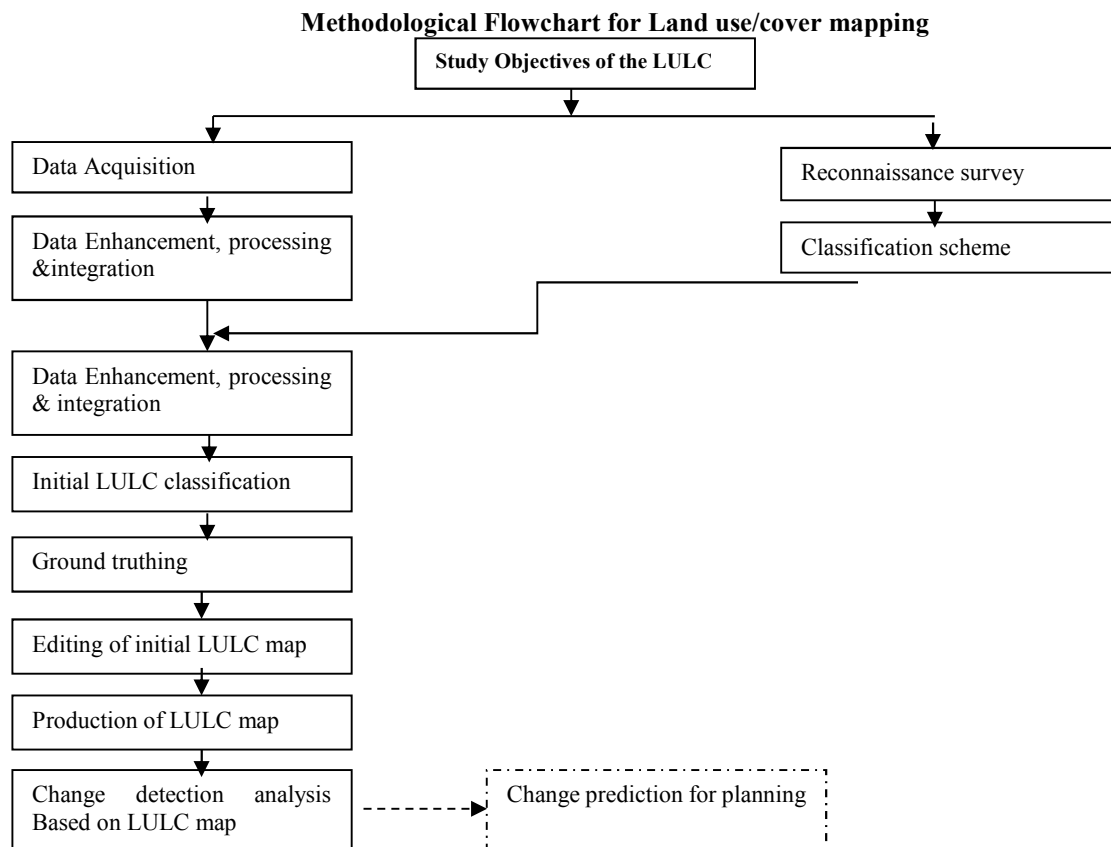 Methodological Flowchart for Land use/cover mapping
Study Objectives of the LULC
Data Acquisition
Reconnaissance survey
Data Enhancement, processing
&integration
Classification scheme
Data Enhancement, processing
& integration
Initial LULC classification
Ground truthing
Editing of initial LULC map
Production of LULC map
Change detection analysis
Based on LULC map
Change prediction for planning